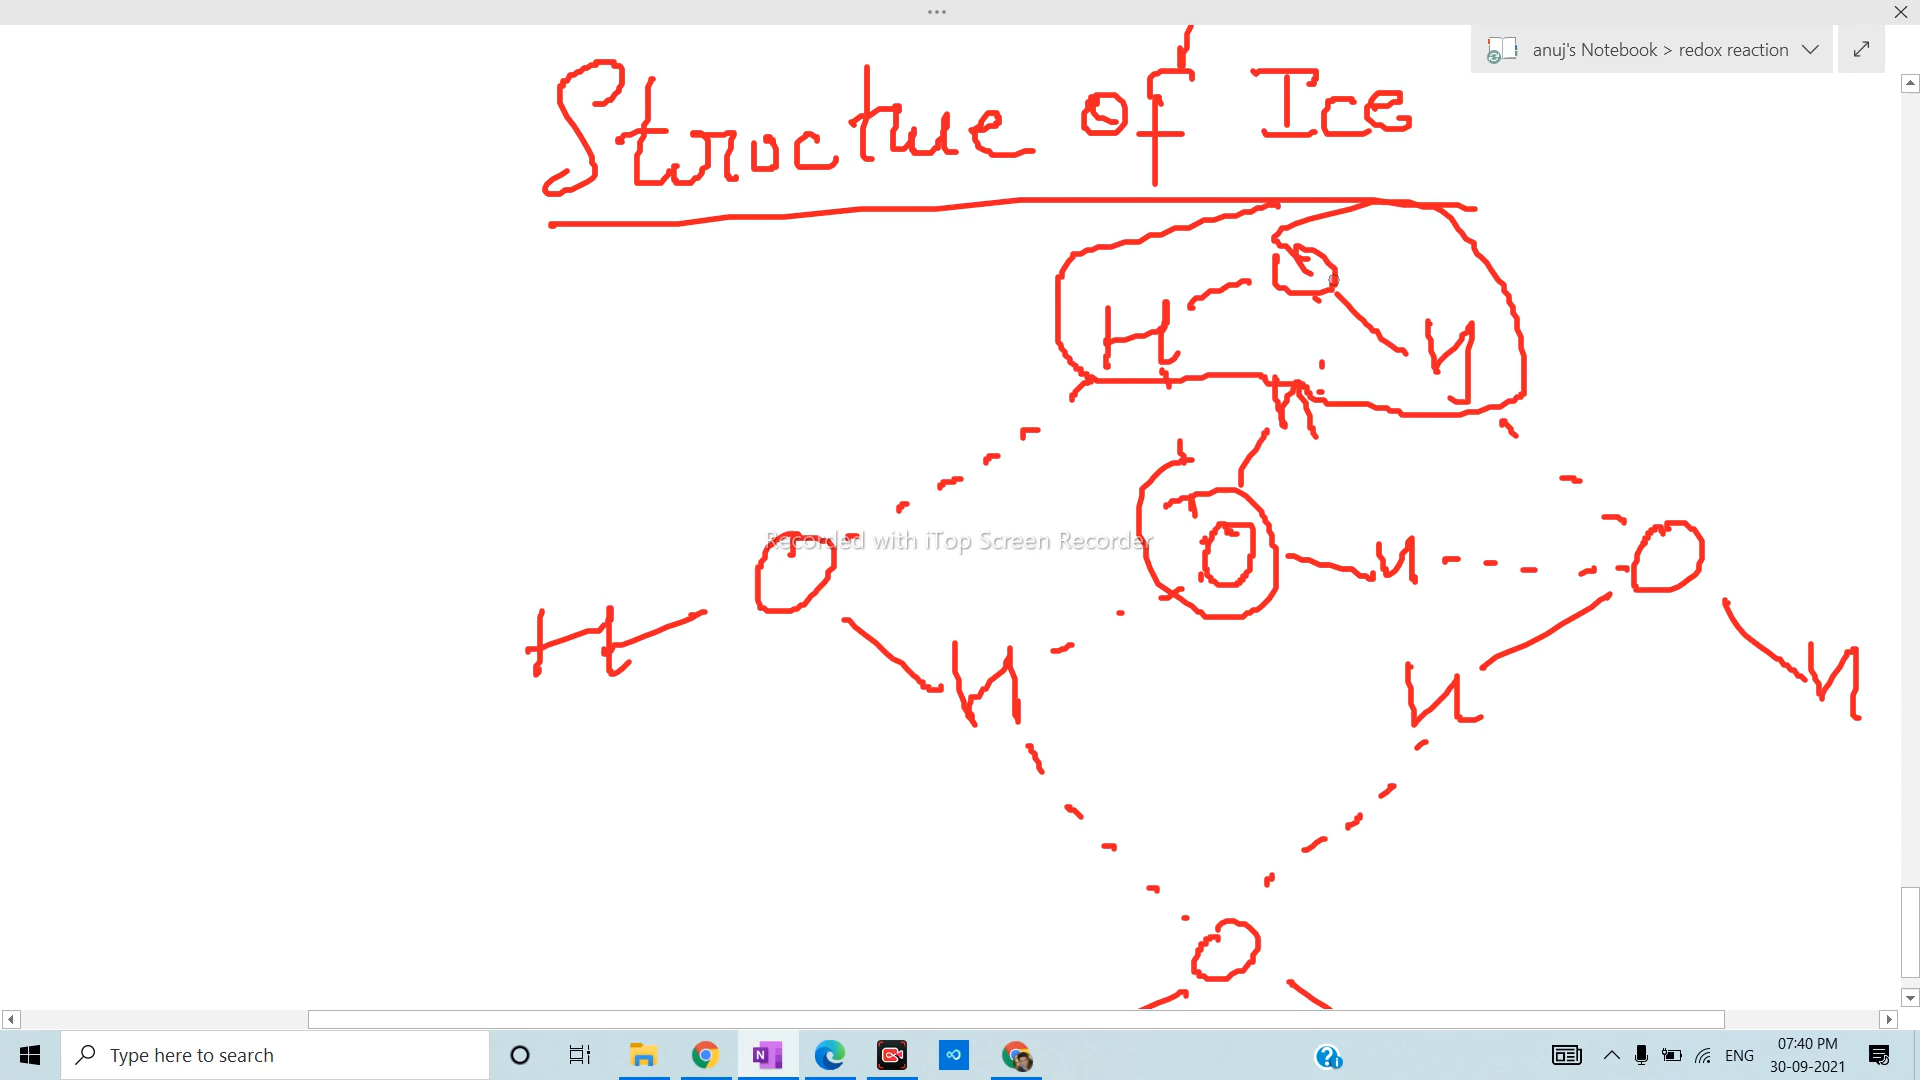 anuj's Notebook > redox reaction
Structure of Ice
O
H H
H
O H O
Recorded with iTop Screen Recorder
O
H H H H
O
Type here to search
ENG
07:40 PM
30-09-2021